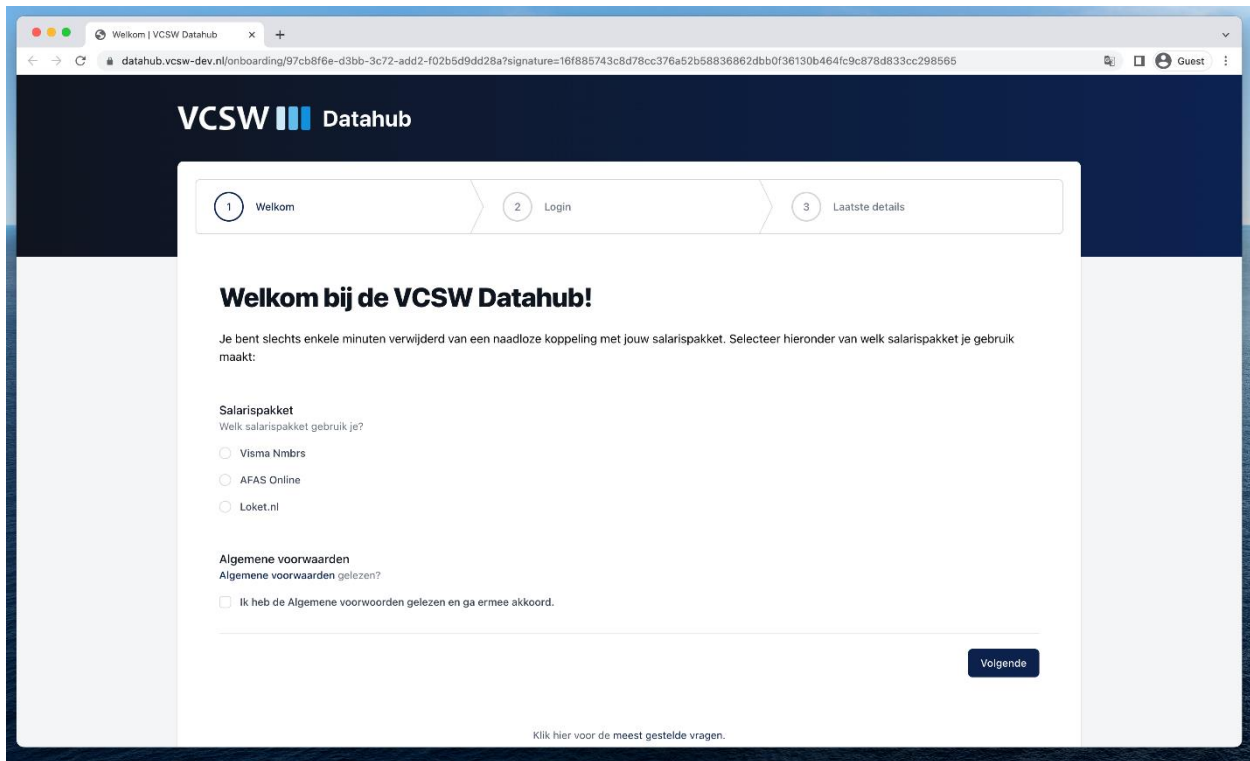 Welkom | VCSW Datahub
datahub.vcsw-dev.nl/onboarding/97cb8f6e-d3bb-3c72-add2-f02b5d9dd28a?signature=16f885743c8d78cc376a52b58836862dbb0f36130b464fc9c878d833cc298565
Guest
VCSW Datahub
1 Welkom
2 Login
3 Laatste details
Welkom bij de VCSW Datahub!
Je bent slechts enkele minuten verwijderd van een naadloze koppeling met jouw salarispakket. Selecteer hieronder van welk salarispakket je gebruik
maakt:
Salarispakket
Welk salarispakket gebruik je?
Visma Nmbrs
AFAS Online
Loket.nl
Algemene voorwaarden
Algemene voorwaarden gelezen?
Ik heb de Algemene voorwoorden gelezen en ga ermee akkoord.
Volgende
Klik hier voor de meest gestelde vragen.